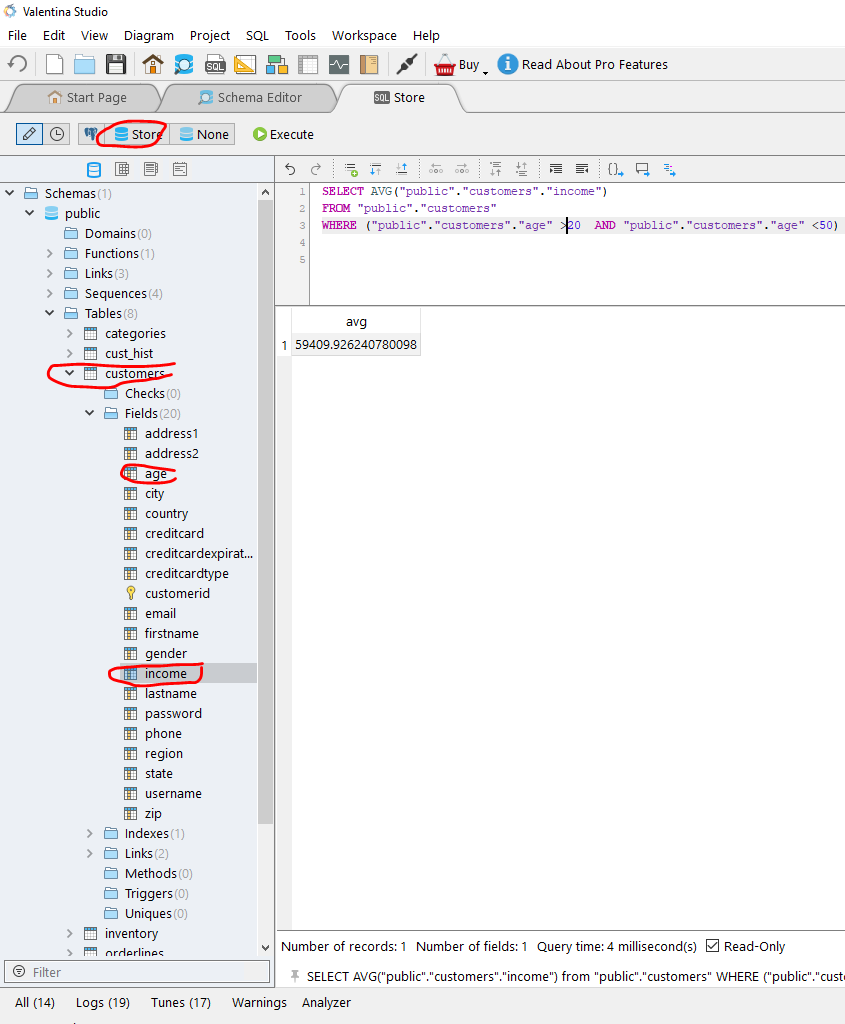 Valentina Studio
File Edit View Diagram Project SQL Tools Workspace Help
SQL Buy Read About Pro Features
Start Page Schema Editor SQL Store
Store None Execute
Schemas(1)
public
Domains(0)
Functions(1)
Links(3)
Sequences(4)
Tables(8)
categories
cust_hist
customers
Checks(0)
Fields(20)
address1
address2
age
city
country
creditcard
creditcardexpirat...
creditcardtype
customerid
email
firstname
gender
income
lastname
password
phone
region
state
username
zip
Indexes(1)
Links(2)
Methods(0)
Triggers(0)
Uniques(0)
inventory
orderlines
Filter
1 SELECT AVG("public"."customers"."income")
2 FROM "public"."customers"
3 WHERE ("public"."customers"."age" >20 AND "public"."customers"."age" <50)
4
5
avg
1 59409.926240780098
Number of records: 1 Number of fields: 1 Query time: 4 millisecond(s) Read-Only
SELECT AVG("public"."customers"."income") from "public"."customers" WHERE ("public"."custo
All (14) Logs (19) Tunes (17) Warnings Analyzer